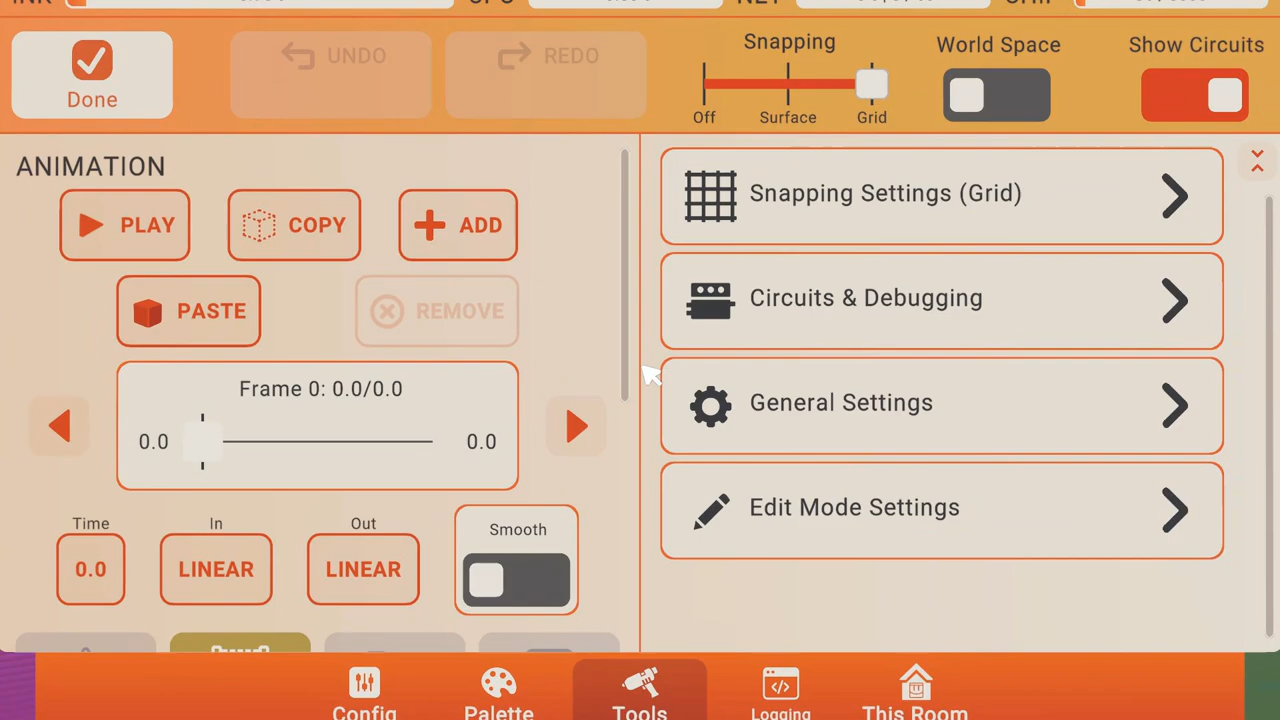 Done
UNDO
REDO
Snapping
Off
Surface
Grid
World Space
Show Circuits
ANIMATION
PLAY
COPY
ADD
PASTE
REMOVE
Frame 0: 0.0/0.0
0.0
0.0
Time
In
Out
Smooth
0.0
LINEAR
LINEAR
Snapping Settings (Grid)
Circuits & Debugging
General Settings
Edit Mode Settings
Config
Palette
Tools
Logging
This Room